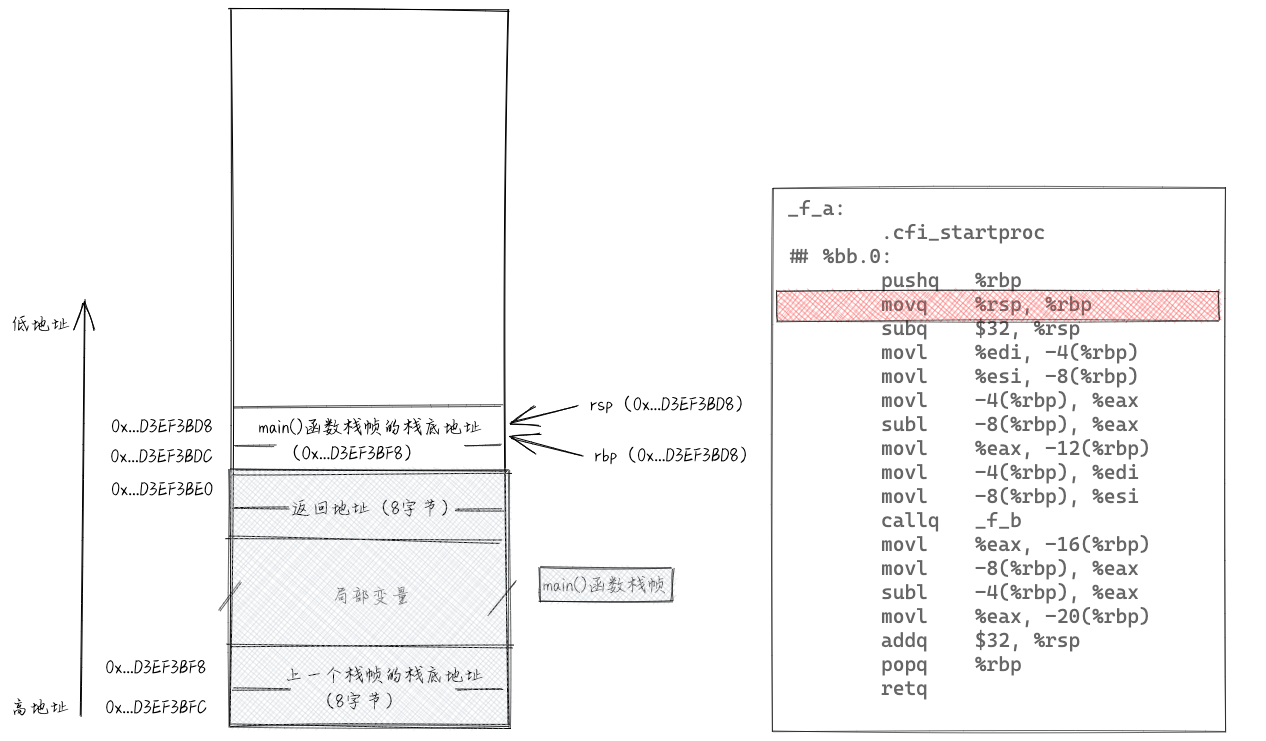 低地址
高地址
0x...D3EF3BD8
0x...D3EF3BDC
0x...D3EF3BE0
0x...D3EF3BF8
0x...D3EF3BFC
main()函数栈帧的栈底地址
(0x...D3EF3BF8)
返回地址 (8字节)
局部变量
上一个栈帧的栈底地址
(8字节)
rsp (0x...D3EF3BD8)
rbp (0x...D3EF3BD8)
main()函数栈帧
_f_a:
.cfi_startproc
## %bb.0:
pushq %rbp
movq %rsp, %rbp
subq $32, %rsp
movl %edi, -4(%rbp)
movl %esi, -8(%rbp)
movl -4(%rbp), %eax
subl -8(%rbp), %eax
movl %eax, -12(%rbp)
movl -4(%rbp), %edi
movl -8(%rbp), %esi
callq _f_b
movl %eax, -16(%rbp)
movl -8(%rbp), %eax
subl -4(%rbp), %eax
movl %eax, -20(%rbp)
addq $32, %rsp
popq %rbp
retq